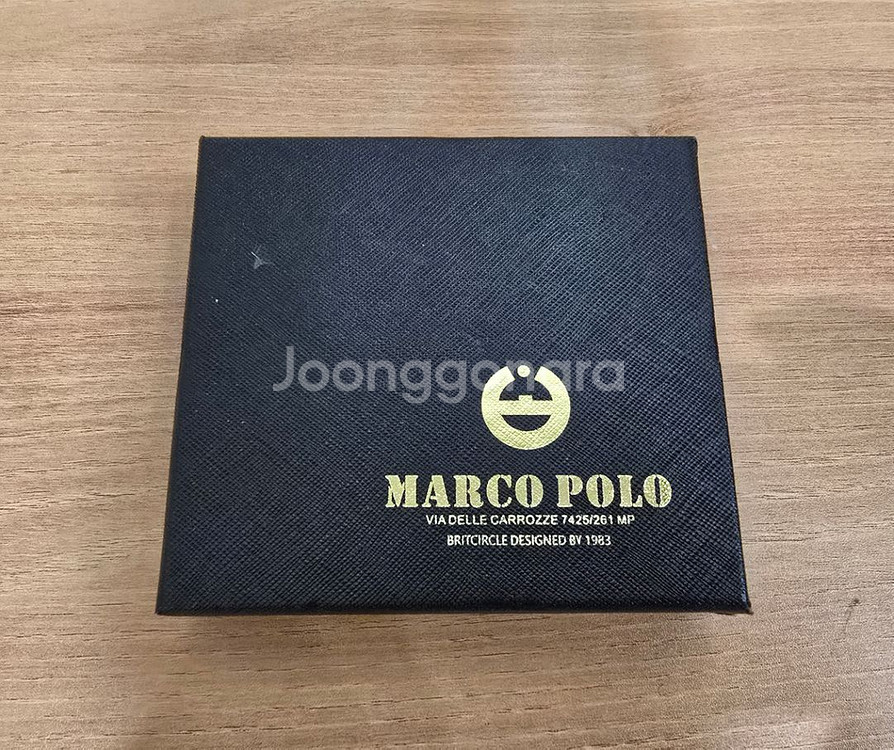 Joonggonara
MARCO POLO
VIA DELLE CARROZZE 7425/261 MP
BRITCIRCLE DESIGNED BY 1983